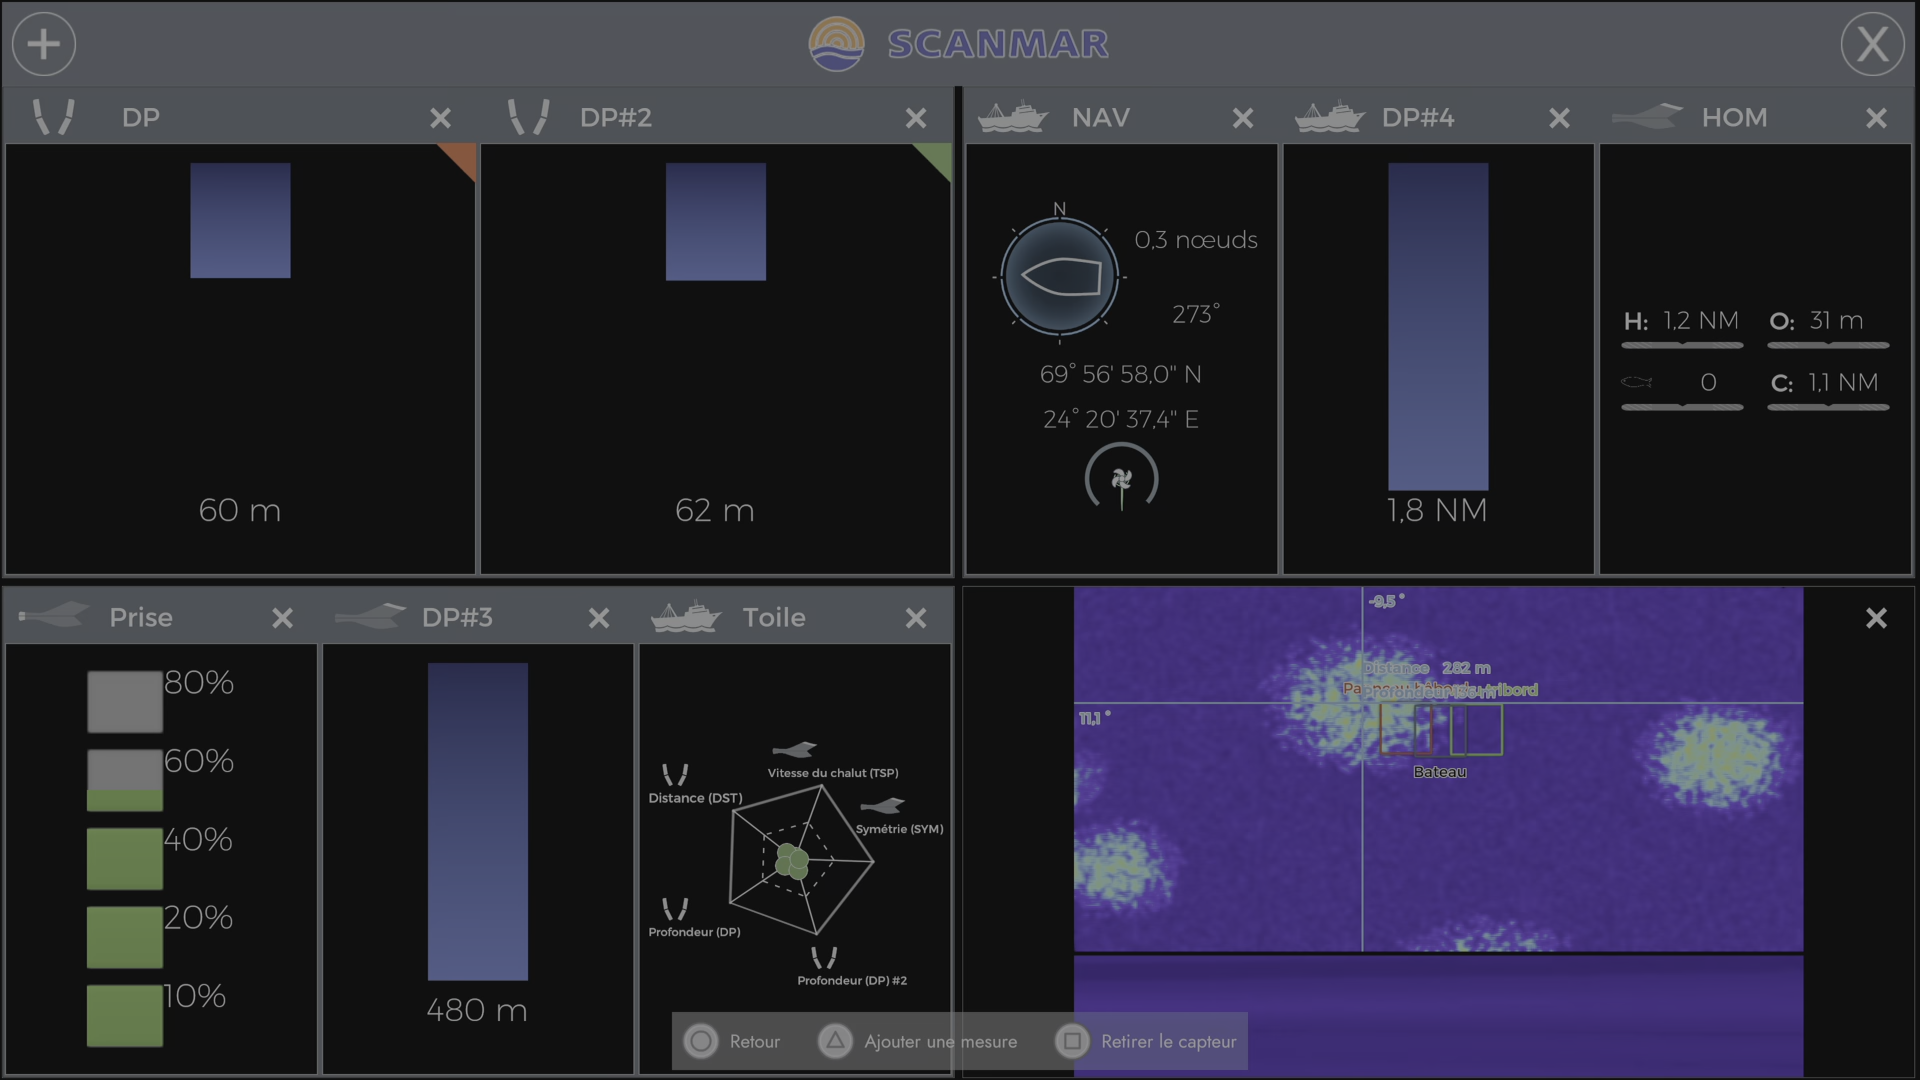 SCANMAR
X
DP
DP#2
NAV
DP#4
HOM
60 m
62 m
N
0,3 nœuds
273°
69° 56' 58,0" N
24° 20' 37,4" E
1,8 NM
H: 1,2 NM
O: 31 m
0
C: 1,1 NM
Prise
DP#3
Toile
80%
60%
40%
20%
10%
480 m
Vitesse du chalut (TSP)
Distance (DST)
Symétrie (SYM)
Profondeur (DP)
Profondeur (DP) #2
-9,5 °
Distance 282 m
11,1 °
Bateau
Retour
Ajouter une mesure
Retirer le capteur